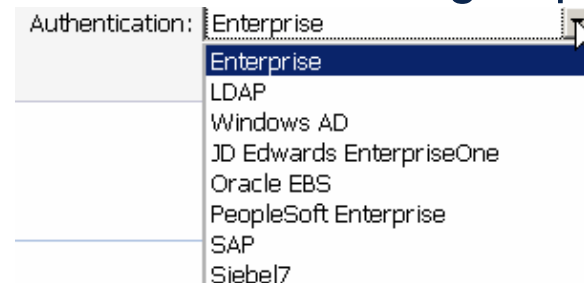 Authentication: Enterprise
Enterprise
LDAP
Windows AD
JD Edwards EnterpriseOne
Oracle EBS
PeopleSoft Enterprise
SAP
Siebel7